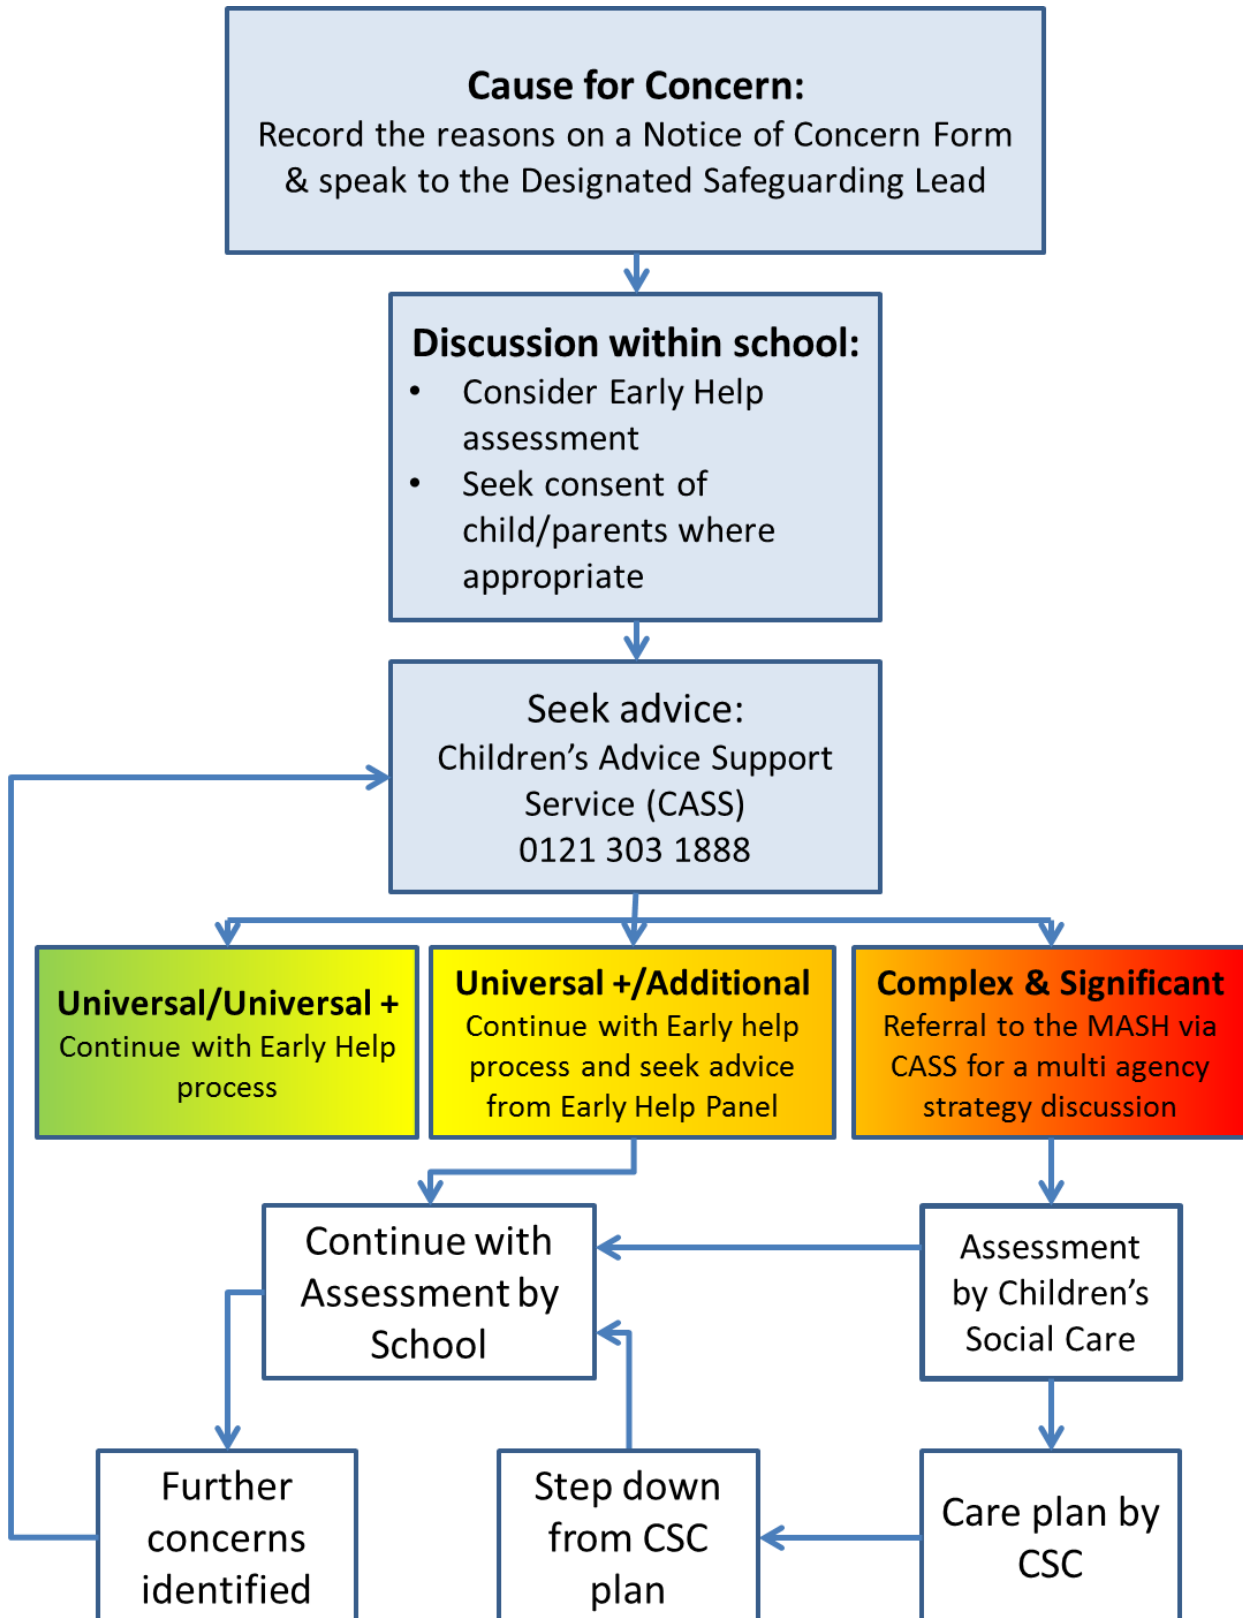 Cause for Concern:
Record the reasons on a Notice of Concern Form
& speak to the Designated Safeguarding Lead
Discussion within school:
• Consider Early Help
assessment
• Seek consent of
child/parents where
appropriate
Seek advice:
Children’s Advice Support
Service (CASS)
0121 303 1888
Universal/Universal +
Continue with Early Help
process
Universal +/Additional
Continue with Early help
process and seek advice
from Early Help Panel
Complex & Significant
Referral to the MASH via
CASS for a multi agency
strategy discussion
Continue with
Assessment by
School
Assessment
by Children’s
Social Care
Further
concerns
identified
Step down
from CSC
plan
Care plan by
CSC